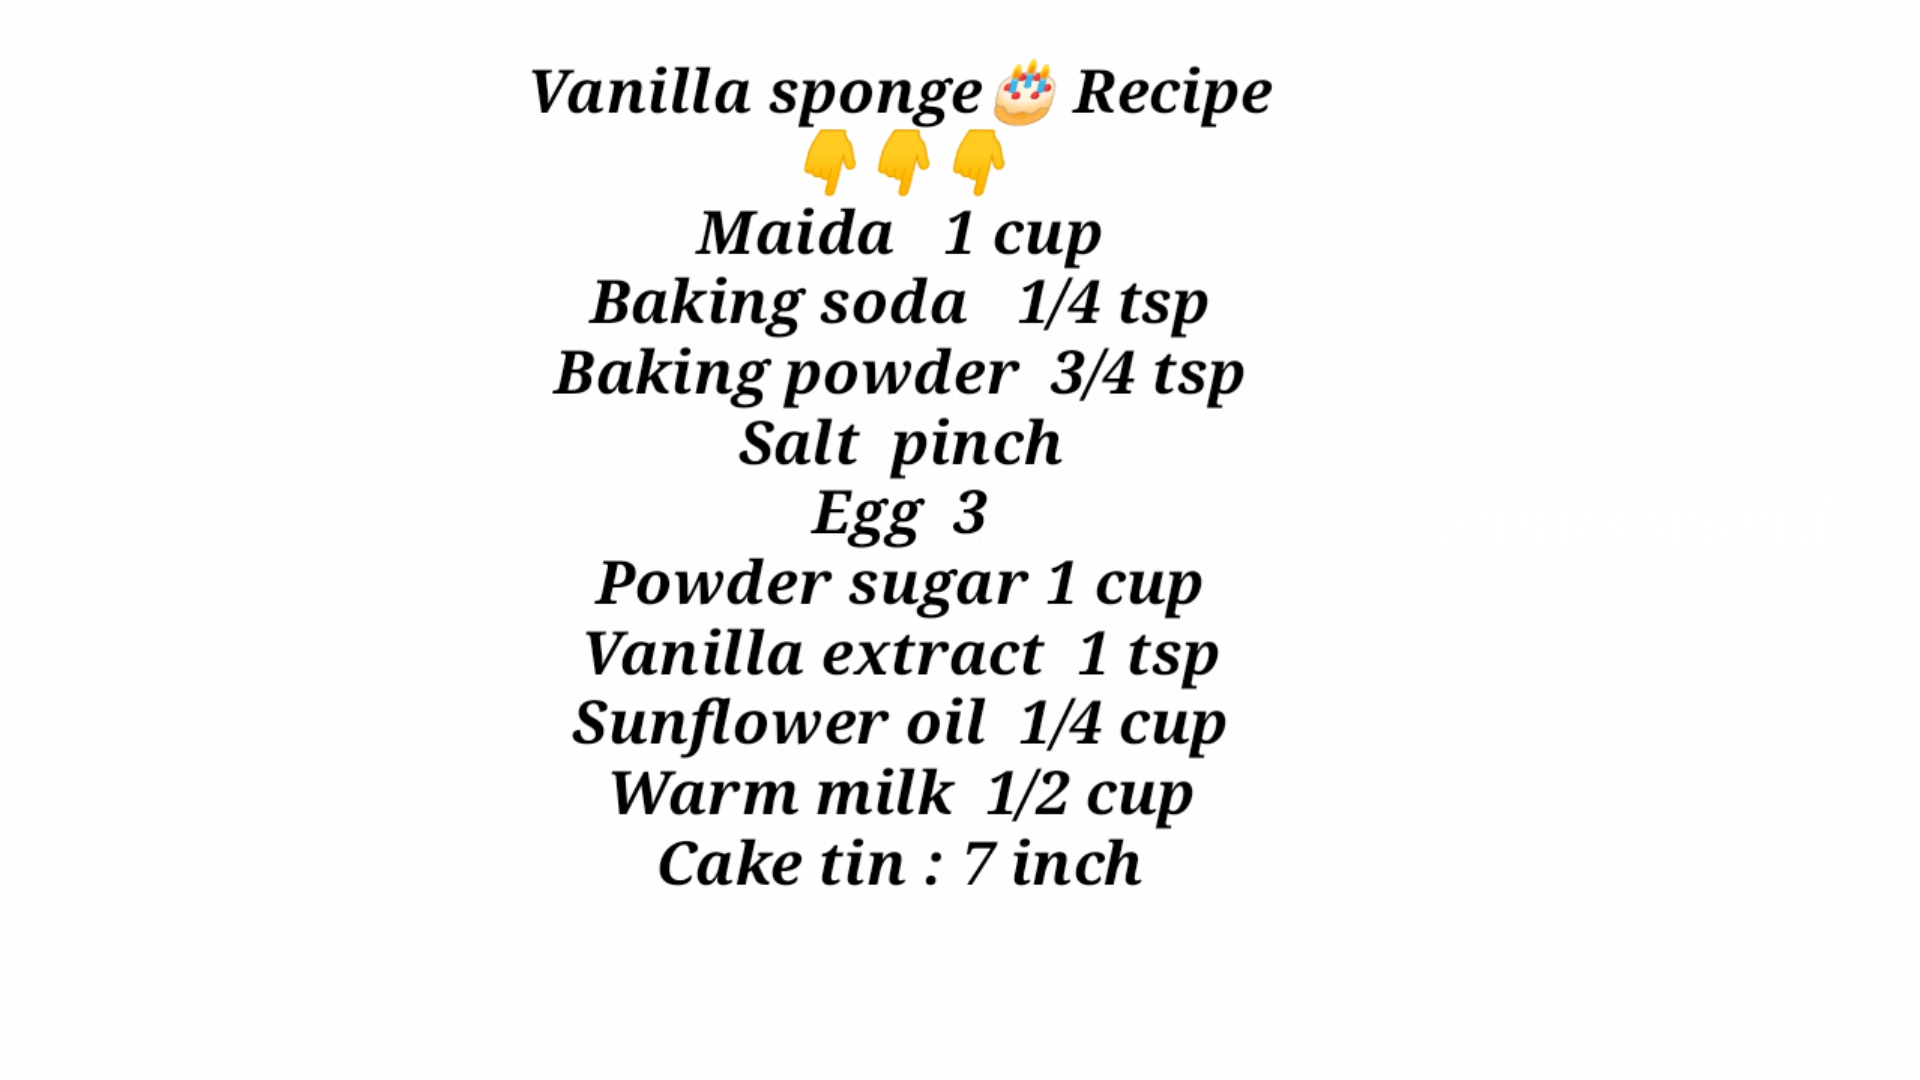 Vanilla sponge🎂 Recipe
👇👇👇
Maida 1 cup
Baking soda 1/4 tsp
Baking powder 3/4 tsp
Salt pinch
Egg 3
Powder sugar 1 cup
Vanilla extract 1 tsp
Sunflower oil 1/4 cup
Warm milk 1/2 cup
Cake tin : 7 inch